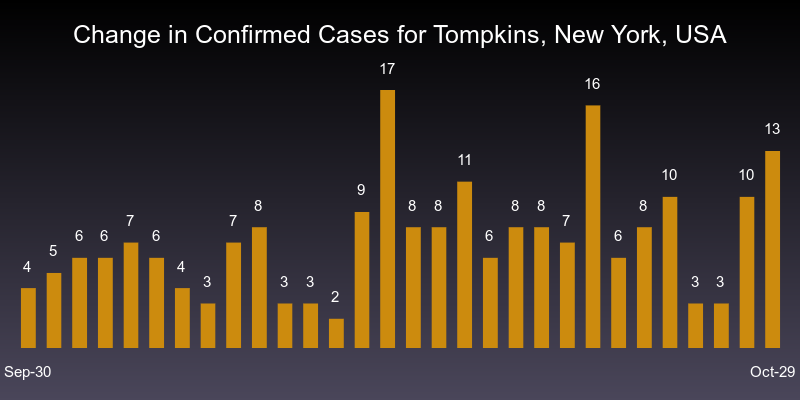 Change in Confirmed Cases for Tompkins, New York, USA
4 5 6 6 7 6 4 3 7 8 3 3 2 9 17 8 8 11 6 8 8 7 16 6 8 10 3 3 10 13
Sep-30 Oct-29